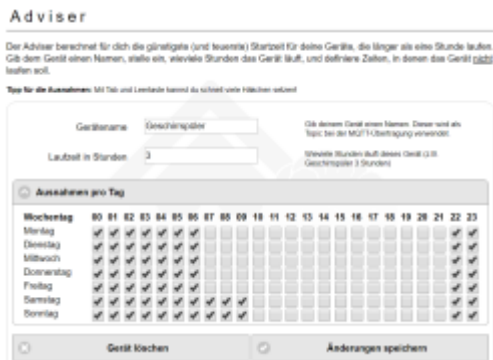 Adviser
Der Adviser berechnet für dich die günstigste (und teuerste) Startzeit für deine Geräte, die länger als eine Stunde laufen.
Gib dem Gerät einen Namen, stelle ein, wieviele Stunden das Gerät läuft, und definiere Zeiten, in denen das Gerät nicht
laufen soll.
Tipp für die Ausnahmen: Mit Tab und Leertaste kannst du schnell viele Häkchen setzen!
Gerätename Geschirrspüler Gib deinem Gerät einen Namen. Dieser wird als
Topic bei der MQTT-Übertragung verwendet.
Laufzeit in Stunden 3 Wieviele Stunden läuft dieses Gerät (z.B.
Geschirrspüler 3 Stunden)
Ausnahmen pro Tag
Wochentag 00 01 02 03 04 05 06 07 08 09 10 11 12 13 14 15 16 17 18 19 20 21 22 23
Montag
Dienstag
Mittwoch
Donnerstag
Freitag
Samstag
Sonntag
Gerät löschen Änderungen speichern